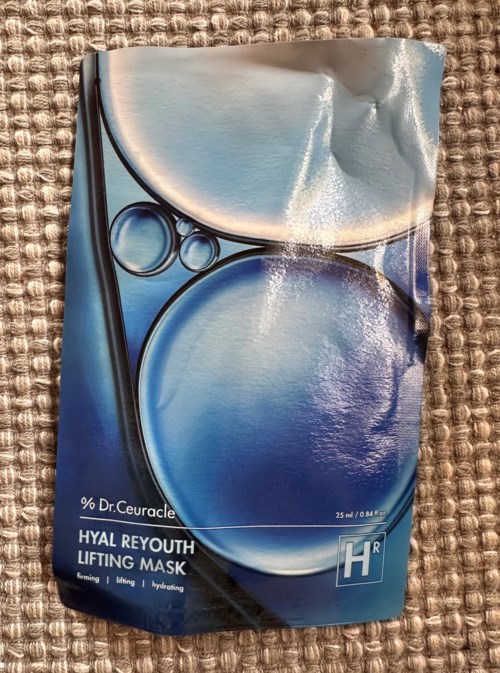 % Dr.Ceuracle
25 ml / 0.84 fl oz
HYAL REYOUTH
LIFTING MASK
firming | lifting | hydrating
HR